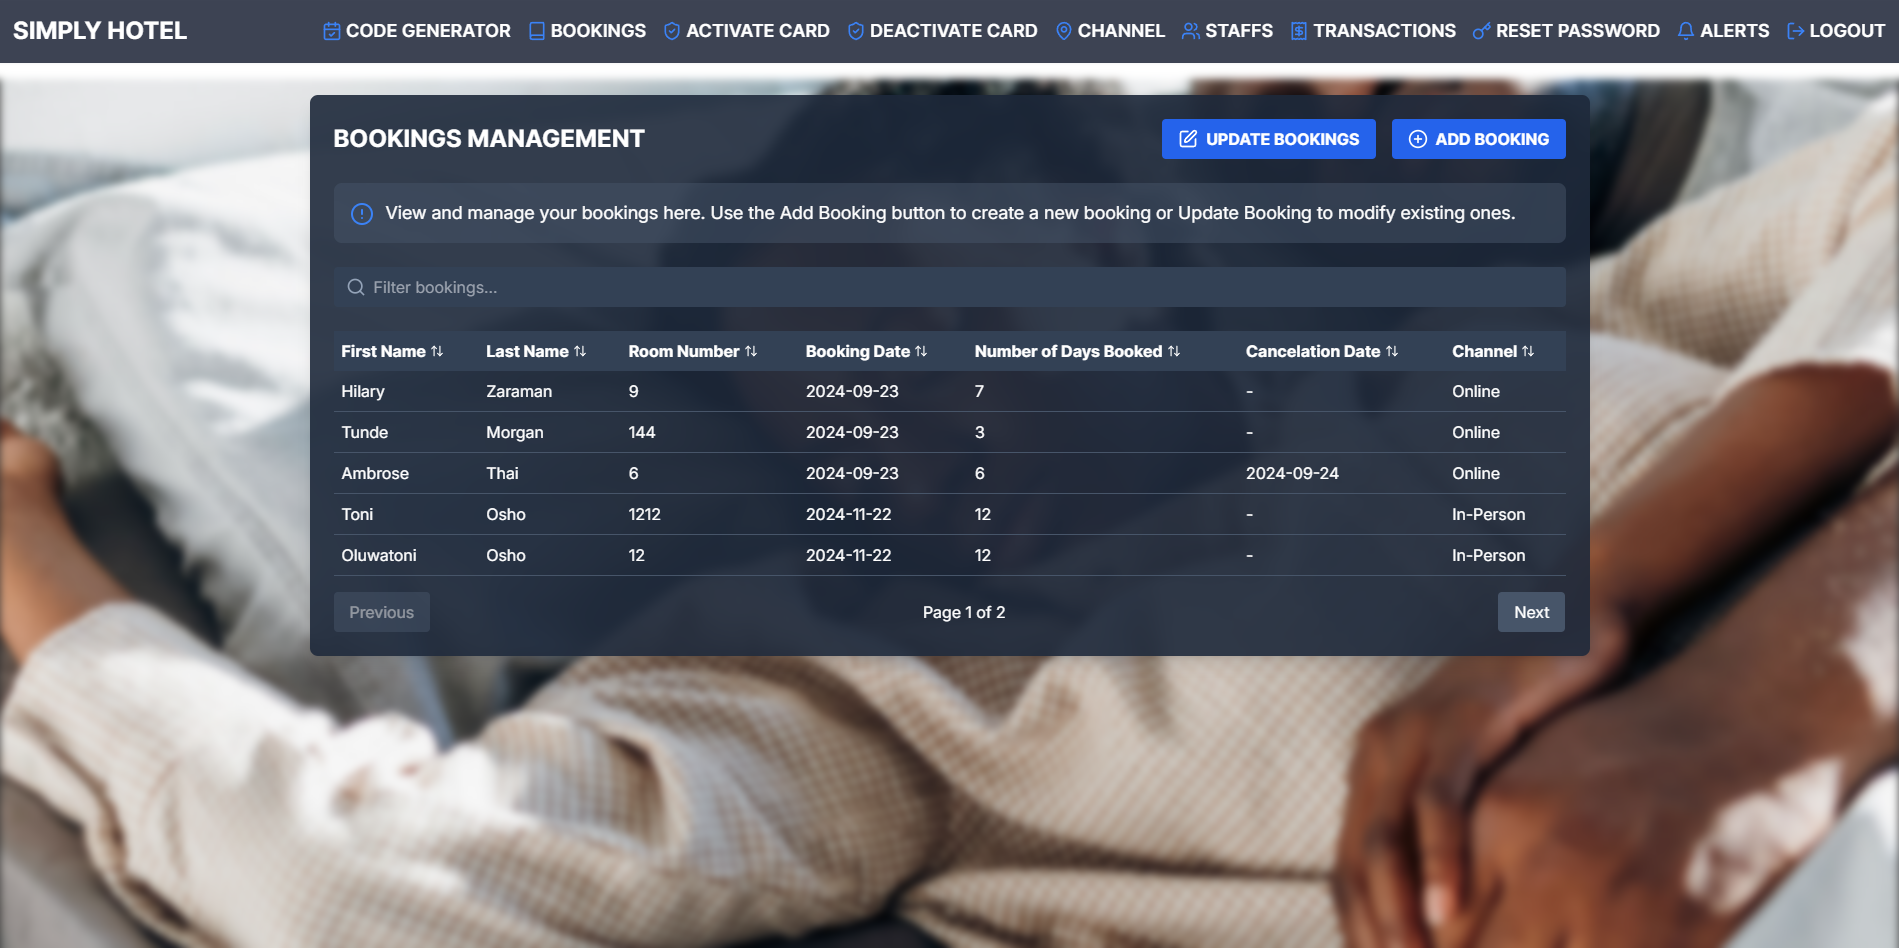 SIMPLY HOTEL
CODE GENERATOR BOOKINGS ACTIVATE CARD DEACTIVATE CARD CHANNEL STAFFS TRANSACTIONS RESET PASSWORD ALERTS LOGOUT
BOOKINGS MANAGEMENT
UPDATE BOOKINGS ADD BOOKING
View and manage your bookings here. Use the Add Booking button to create a new booking or Update Booking to modify existing ones.
Filter bookings...
First Name Last Name Room Number Booking Date Number of Days Booked Cancelation Date Channel
Hilary Zaraman 9 2024-09-23 7 - Online
Tunde Morgan 144 2024-09-23 3 - Online
Ambrose Thai 6 2024-09-23 6 2024-09-24 Online
Toni Osho 1212 2024-11-22 12 - In-Person
Oluwatoni Osho 12 2024-11-22 12 - In-Person
Previous Page 1 of 2 Next